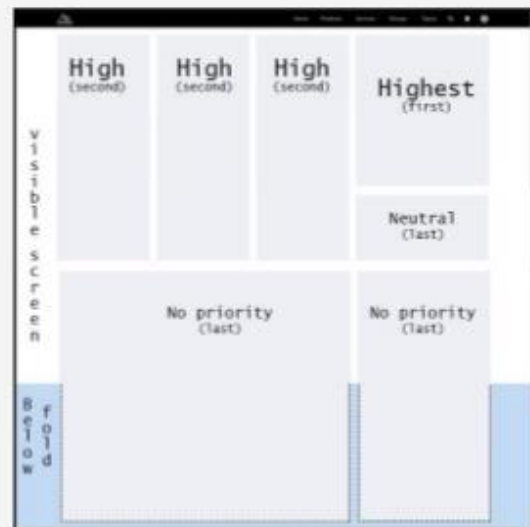 High
(second)
High
(second)
High
(second)
Highest
(first)
Neutral
(last)
visible screen
No priority
(last)
No priority
(last)
Below
fold